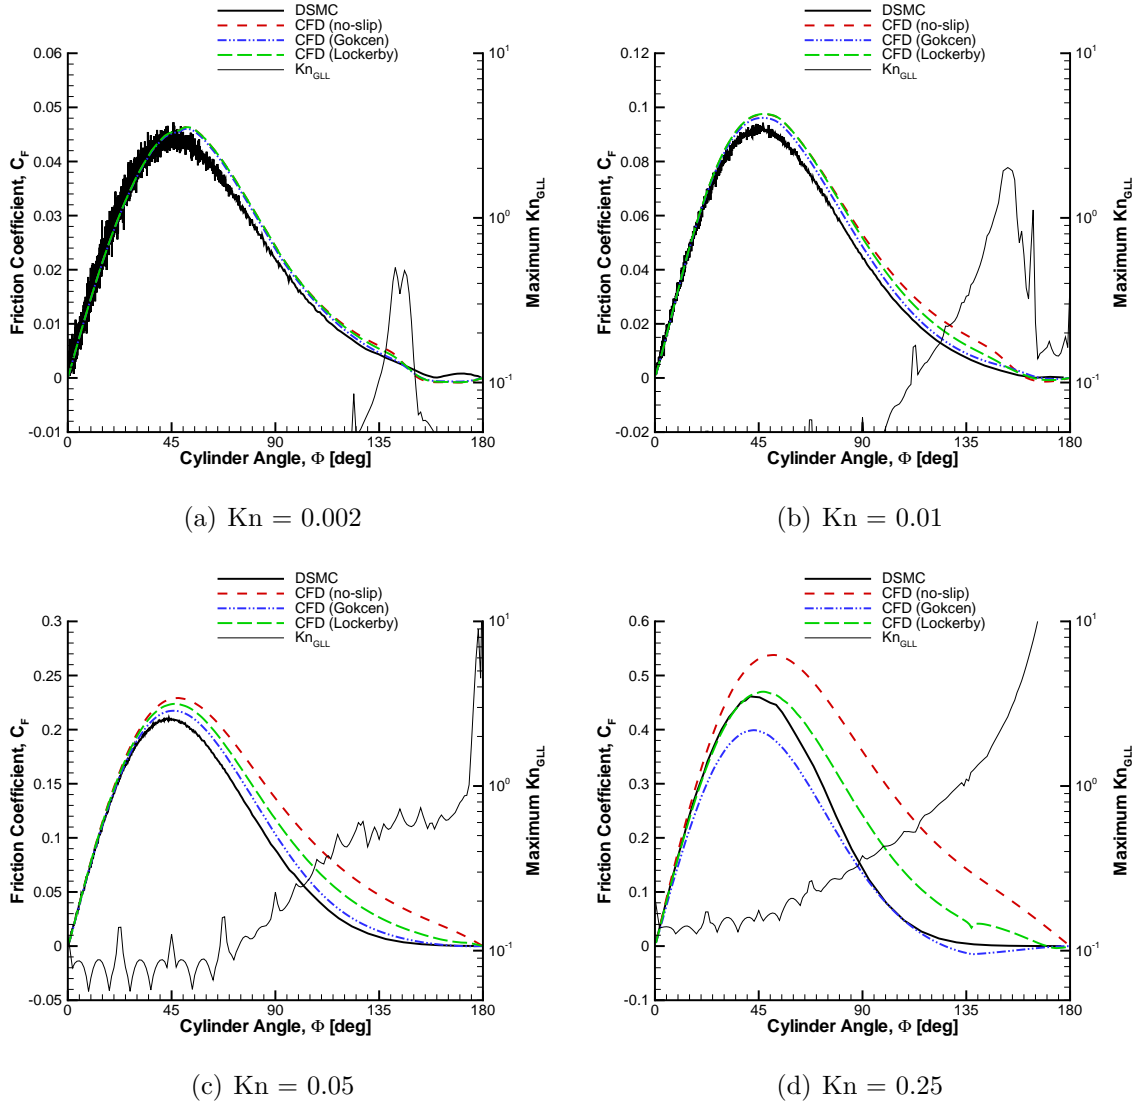 DSMC
CFD (no-slip)
CFD (Gokcen)
CFD (Lockerby)
Kn_GLL
0.06
0.05
0.04
0.03
0.02
0.01
0
-0.01
Friction Coefficient, C_F
10^1
10^0
10^-1
Maximum Kn_GLL
0 45 90 135 180
Cylinder Angle, Φ [deg]
(a) Kn = 0.002
DSMC
CFD (no-slip)
CFD (Gokcen)
CFD (Lockerby)
Kn_GLL
0.12
0.1
0.08
0.06
0.04
0.02
0
-0.02
Friction Coefficient, C_F
10^1
10^0
10^-1
Maximum Kn_GLL
0 45 90 135 180
Cylinder Angle, Φ [deg]
(b) Kn = 0.01
DSMC
CFD (no-slip)
CFD (Gokcen)
CFD (Lockerby)
Kn_GLL
0.3
0.25
0.2
0.15
0.1
0.05
0
-0.05
Friction Coefficient, C_F
10^1
10^0
10^-1
Maximum Kn_GLL
0 45 90 135 180
Cylinder Angle, Φ [deg]
(c) Kn = 0.05
DSMC
CFD (no-slip)
CFD (Gokcen)
CFD (Lockerby)
Kn_GLL
0.6
0.5
0.4
0.3
0.2
0.1
0
-0.1
Friction Coefficient, C_F
10^1
10^0
10^-1
Maximum Kn_GLL
0 45 90 135 180
Cylinder Angle, Φ [deg]
(d) Kn = 0.25